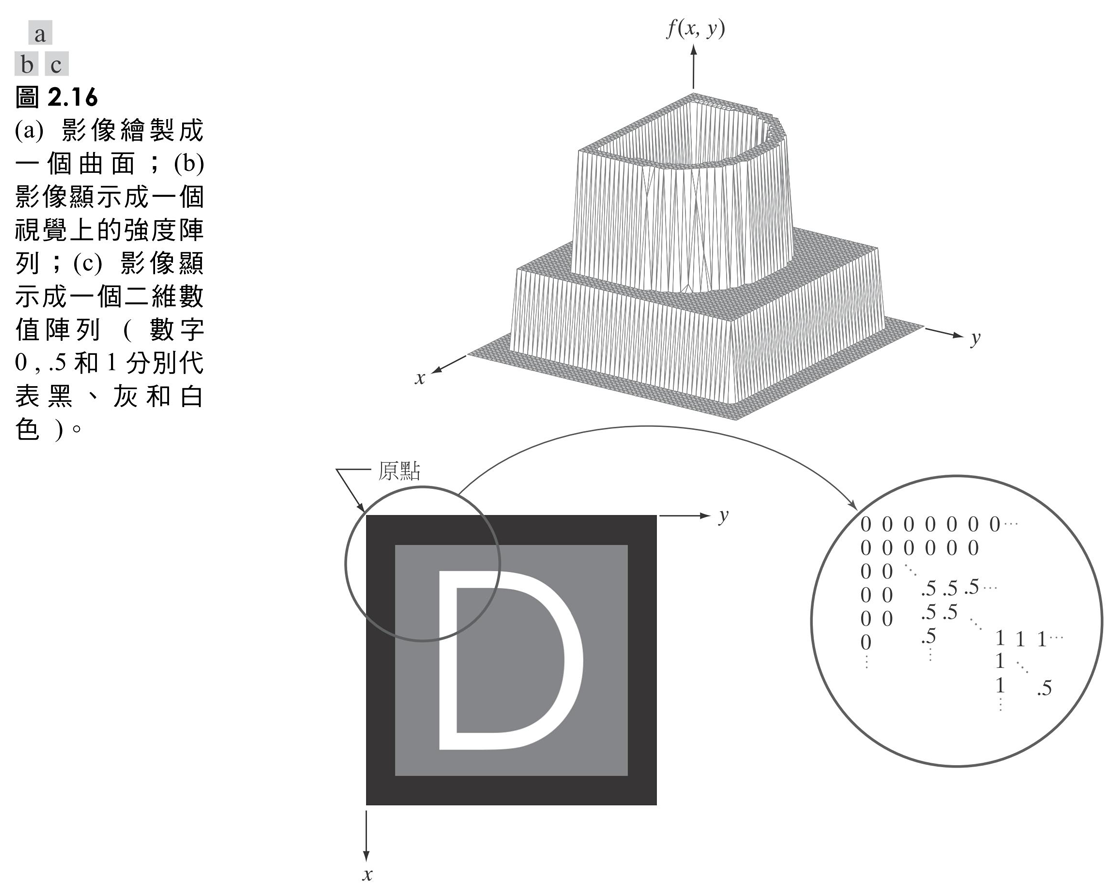 a
b c
圖 2.16
(a) 影像繪製成
一個曲面；(b)
影像顯示成一個
視覺上的強度陣
列；(c) 影像顯
示成一個二維數
值陣列 ( 數字
0 , .5 和 1 分別代
表黑、灰和白
色 )。
f(x, y)
y
x
原點
y
x
0 0 0 0 0 0 0 ⋯
0 0 0 0 0 0
0 0 ⋱
0 0 .5 .5 .5 ⋯
0 0 .5 .5 ⋱
0 .5 1 1 1 ⋯
⋮ ⋮ 1 ⋱
1 .5
⋮